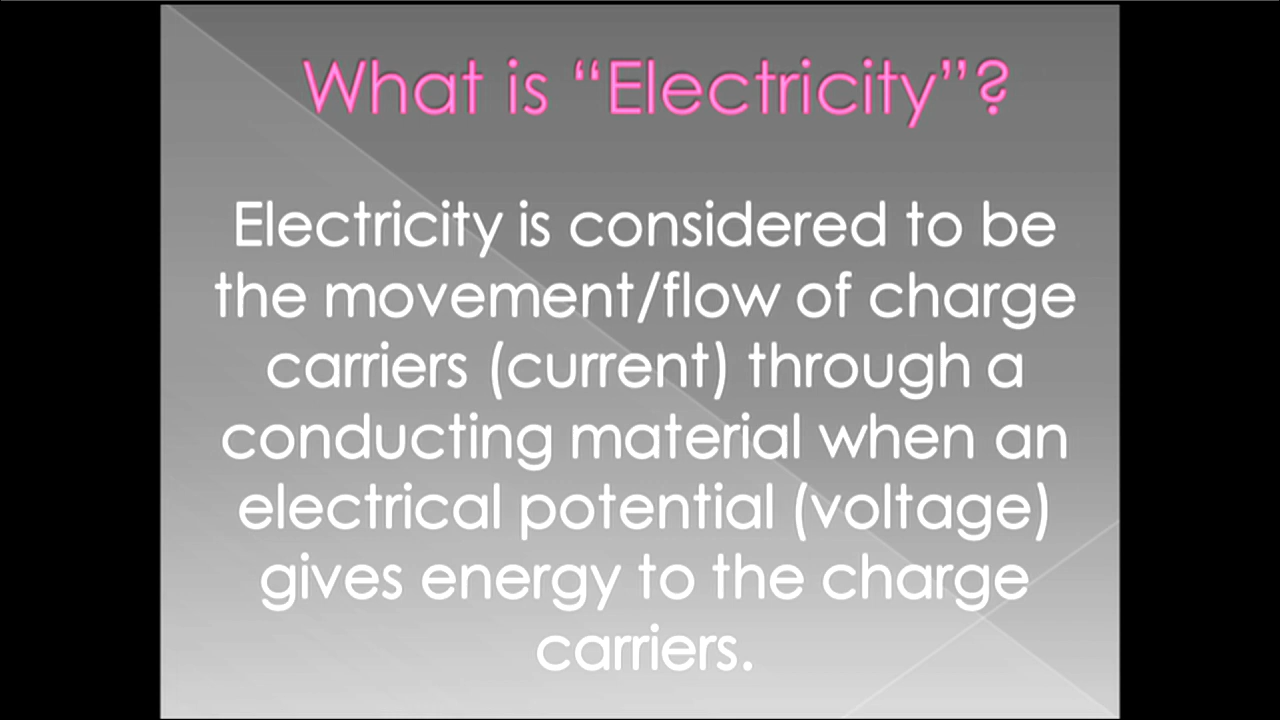 What is “Electricity”?
Electricity is considered to be
the movement/flow of charge
carriers (current) through a
conducting material when an
electrical potential (voltage)
gives energy to the charge
carriers.